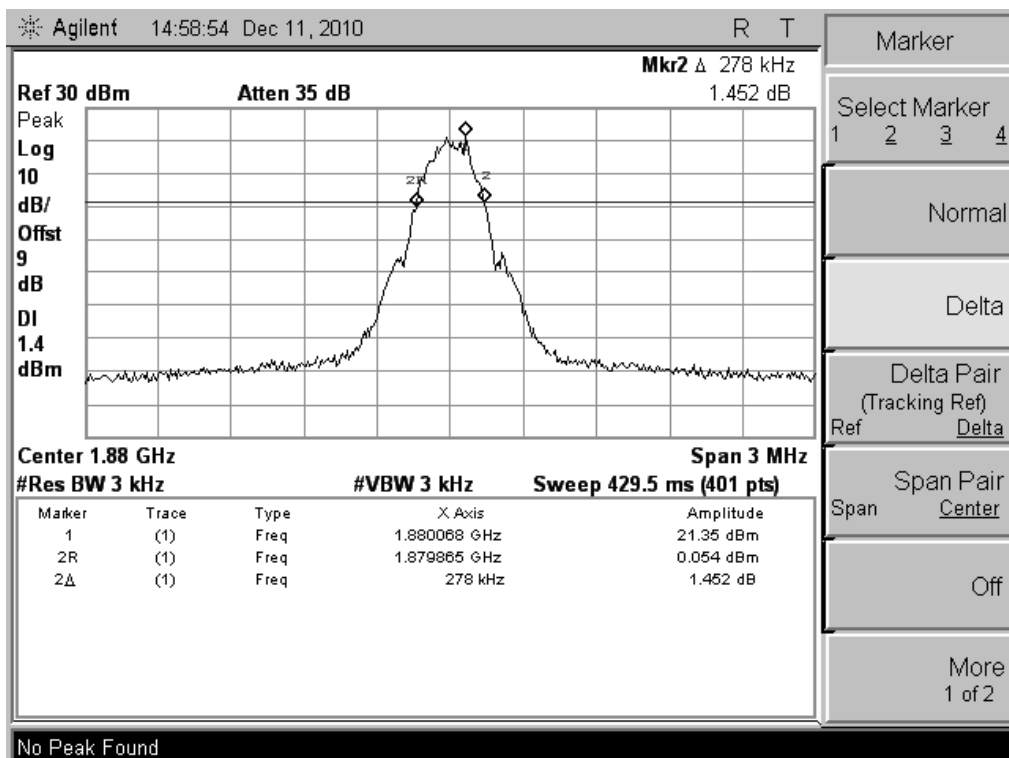 Agilent 14:58:54 Dec 11, 2010 R T
Mkr2 Δ 278 kHz
Ref 30 dBm Atten 35 dB 1.452 dB
Peak
Log
10
dB/
Offset
9
dB
DI
1.4
dBm
2R
2
Center 1.88 GHz Span 3 MHz
#Res BW 3 kHz #VBW 3 kHz Sweep 429.5 ms (401 pts)
Marker Trace Type X Axis Amplitude
1 (1) Freq 1.880068 GHz 21.35 dBm
2R (1) Freq 1.879865 GHz 0.054 dBm
2Δ (1) Freq 278 kHz 1.452 dB
No Peak Found
Marker
Select Marker
1 2 3 4
Normal
Delta
Delta Pair
(Tracking Ref)
Ref Delta
Span Pair
Span Center
Off
More
1 of 2